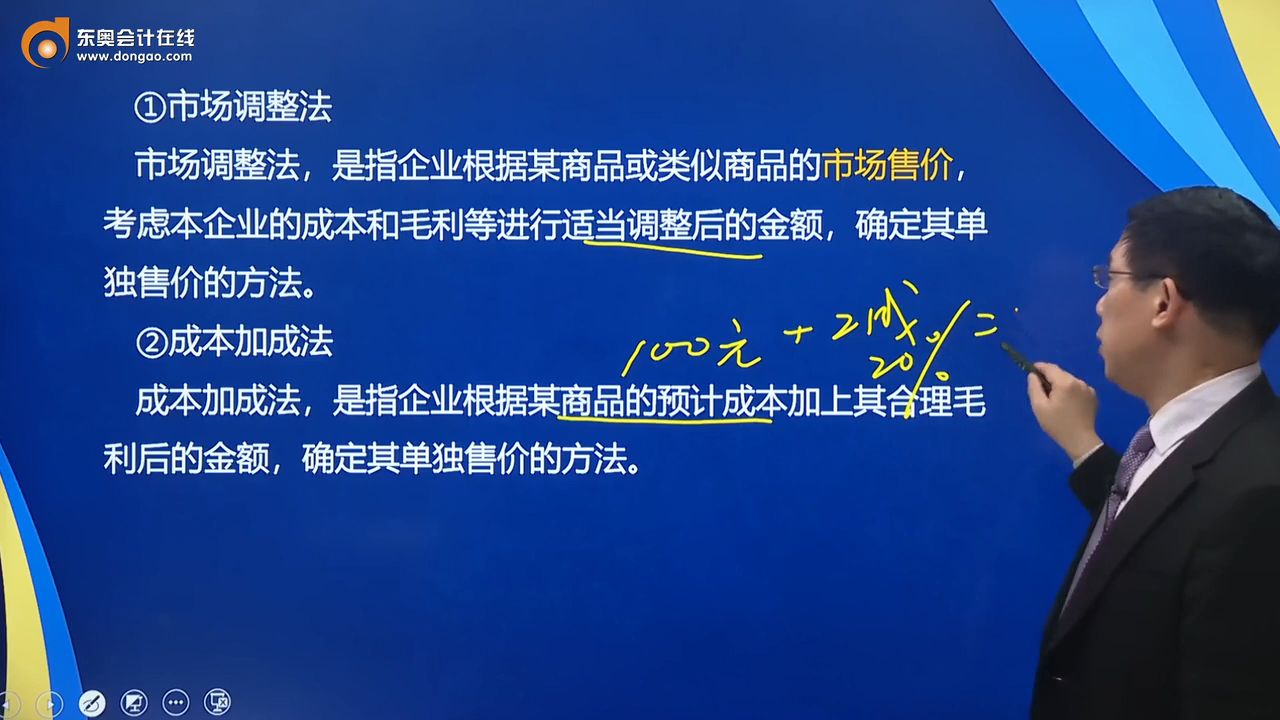 东奥会计在线
www.dongao.com
①市场调整法
市场调整法，是指企业根据某商品或类似商品的市场售价，
考虑本企业的成本和毛利等进行适当调整后的金额，确定其单
独售价的方法。
②成本加成法
100元+2成=
20%
成本加成法，是指企业根据某商品的预计成本加上其合理毛
利后的金额，确定其单独售价的方法。